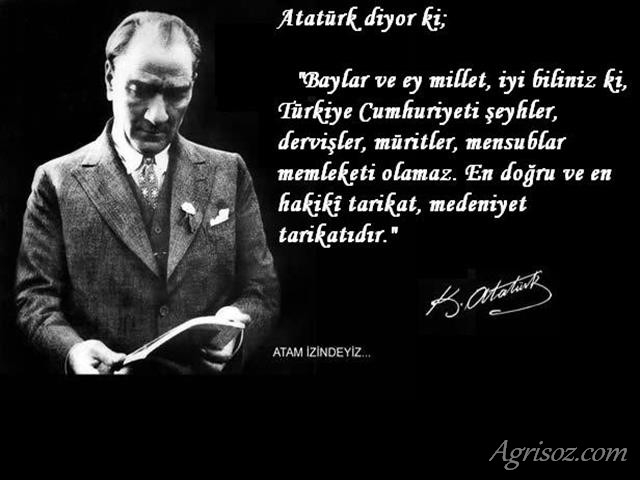 Atatürk diyor ki;
"Baylar ve ey millet, iyi biliniz ki,
Türkiye Cumhuriyeti şeyhler,
dervişler, müritler, mensublar
memleketi olamaz. En doğru ve en
hakikî tarikat, medeniyet
tarikatıdır."
K. Atatürk
ATAM İZİNDEYİZ...
Agrisoz.com